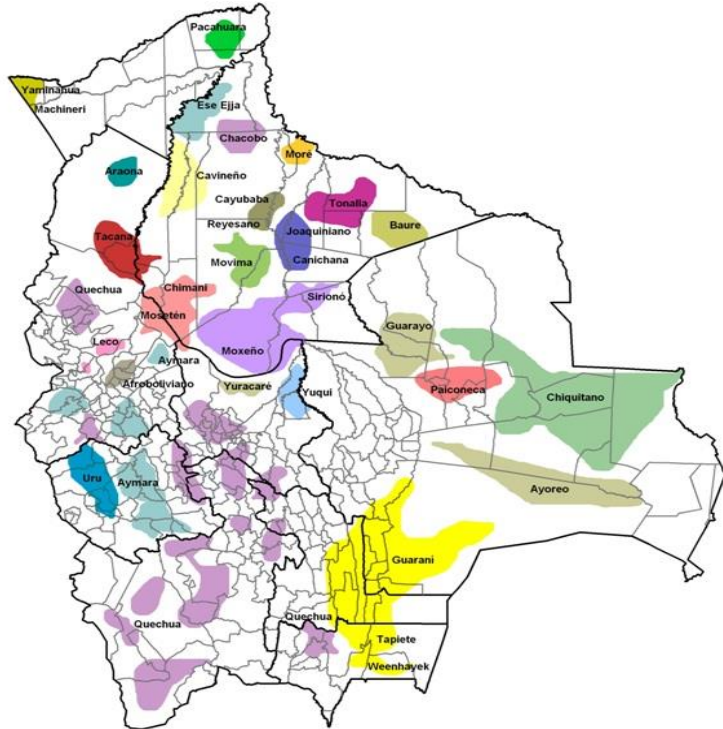 Pacahuara
Yaminahua
Machineri
Ese Ejja
Chacobo
Moré
Araona
Cavineño
Cayubaba
Tonalla
Reyesano
Joaquiniano
Baure
Tacana
Movima
Canichana
Quechua
Chimani
Sirionó
Mosetén
Guarayo
Moxeño
Leco
Aymara
Afroboliviano
Yuracaré
Yuqui
Paiconeca
Chiquitano
Uru
Aymara
Ayoreo
Guarani
Quechua
Quechua
Tapiete
Weenhayek